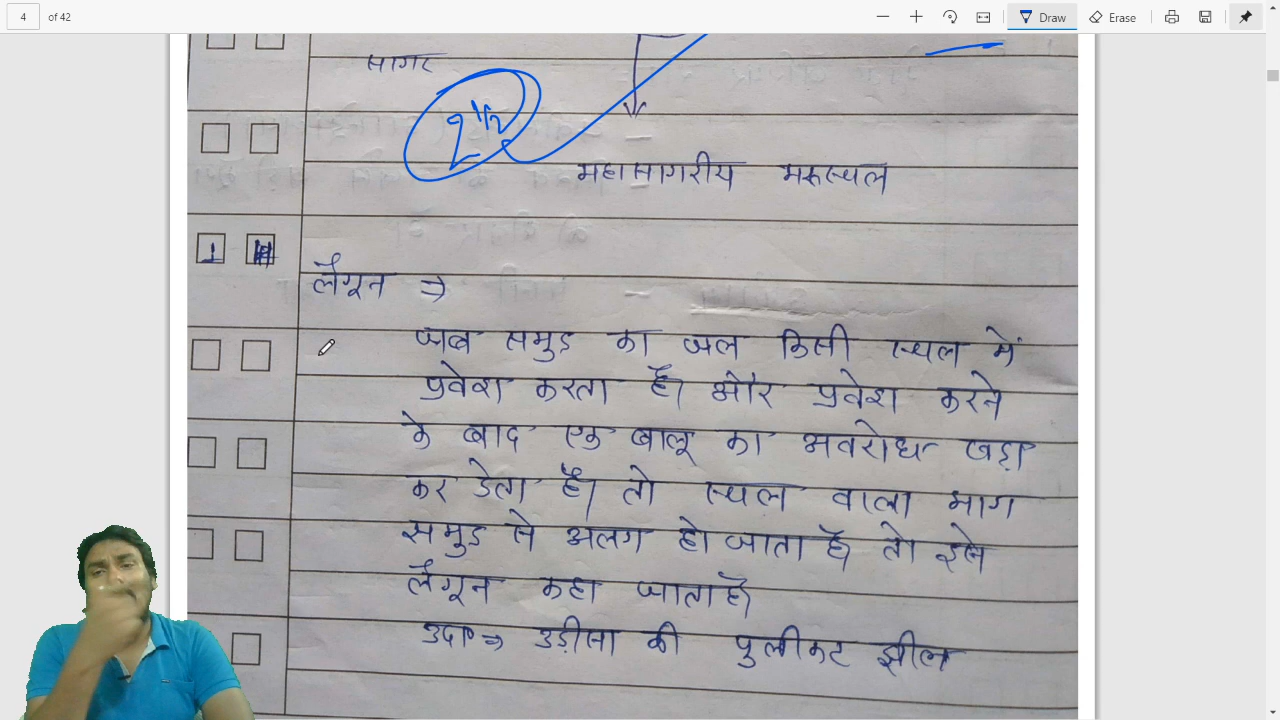 4 of 42 Draw Erase
सागर
2 1/2
महासागरीय मरुस्थल
लैगून ⇒
जब समुद्र का जल किसी स्थल में
प्रवेश करता है। और प्रवेश करने
के बाद एक बालू का अवरोध खड़ा
कर देता है। तो स्थल वाला भाग
समुद्र से अलग हो जाता है तो इसे
लैगून कहा जाता है
उदा० ⇒ उड़ीसा की पुलीकट झील